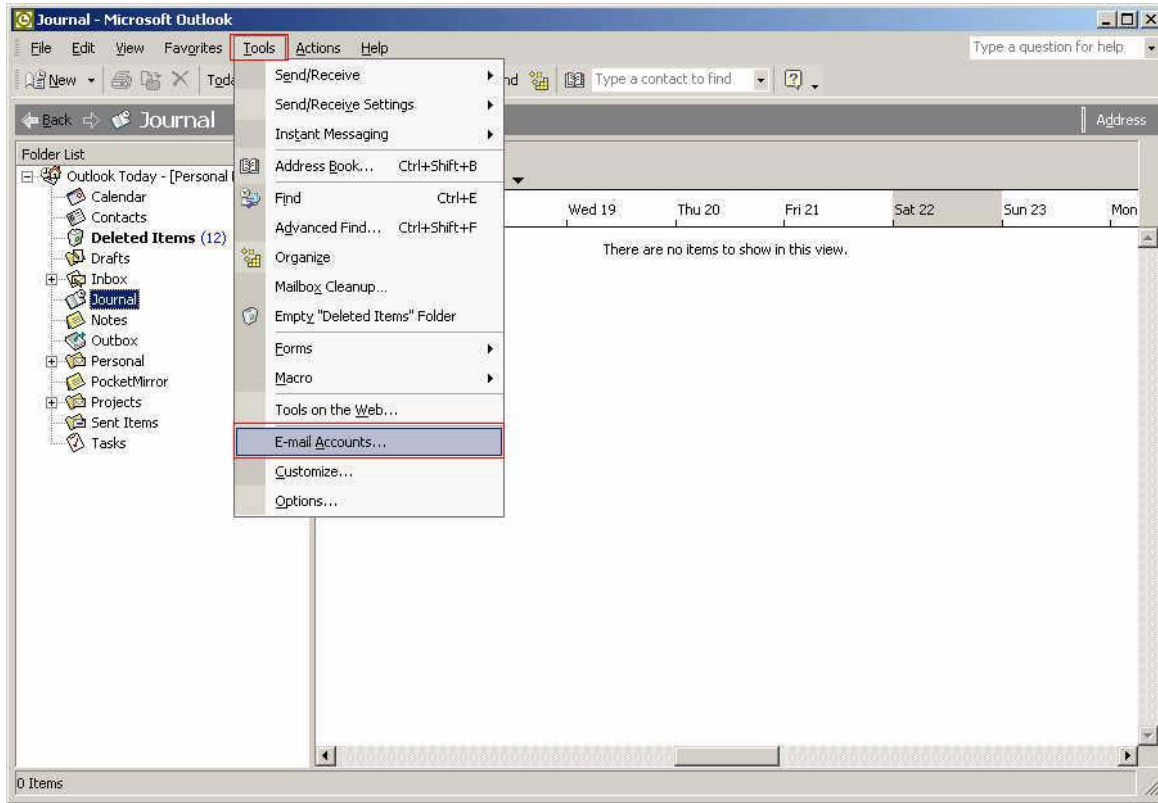 Journal - Microsoft Outlook
File Edit View Favorites Tools Actions Help Type a question for help
New Type a contact to find
Back Journal Address
Folder List
Outlook Today - [Personal
Calendar
Contacts
Deleted Items (12)
Drafts
Inbox
Journal
Notes
Outbox
Personal
PocketMirror
Projects
Sent Items
Tasks
Send/Receive
Send/Receive Settings
Instant Messaging
Address Book... Ctrl+Shift+B
Find Ctrl+E
Advanced Find... Ctrl+Shift+F
Organize
Mailbox Cleanup...
Empty "Deleted Items" Folder
Forms
Macro
Tools on the Web...
E-mail Accounts...
Customize...
Options...
Wed 19 Thu 20 Fri 21 Sat 22 Sun 23 Mon
There are no items to show in this view.
0 Items